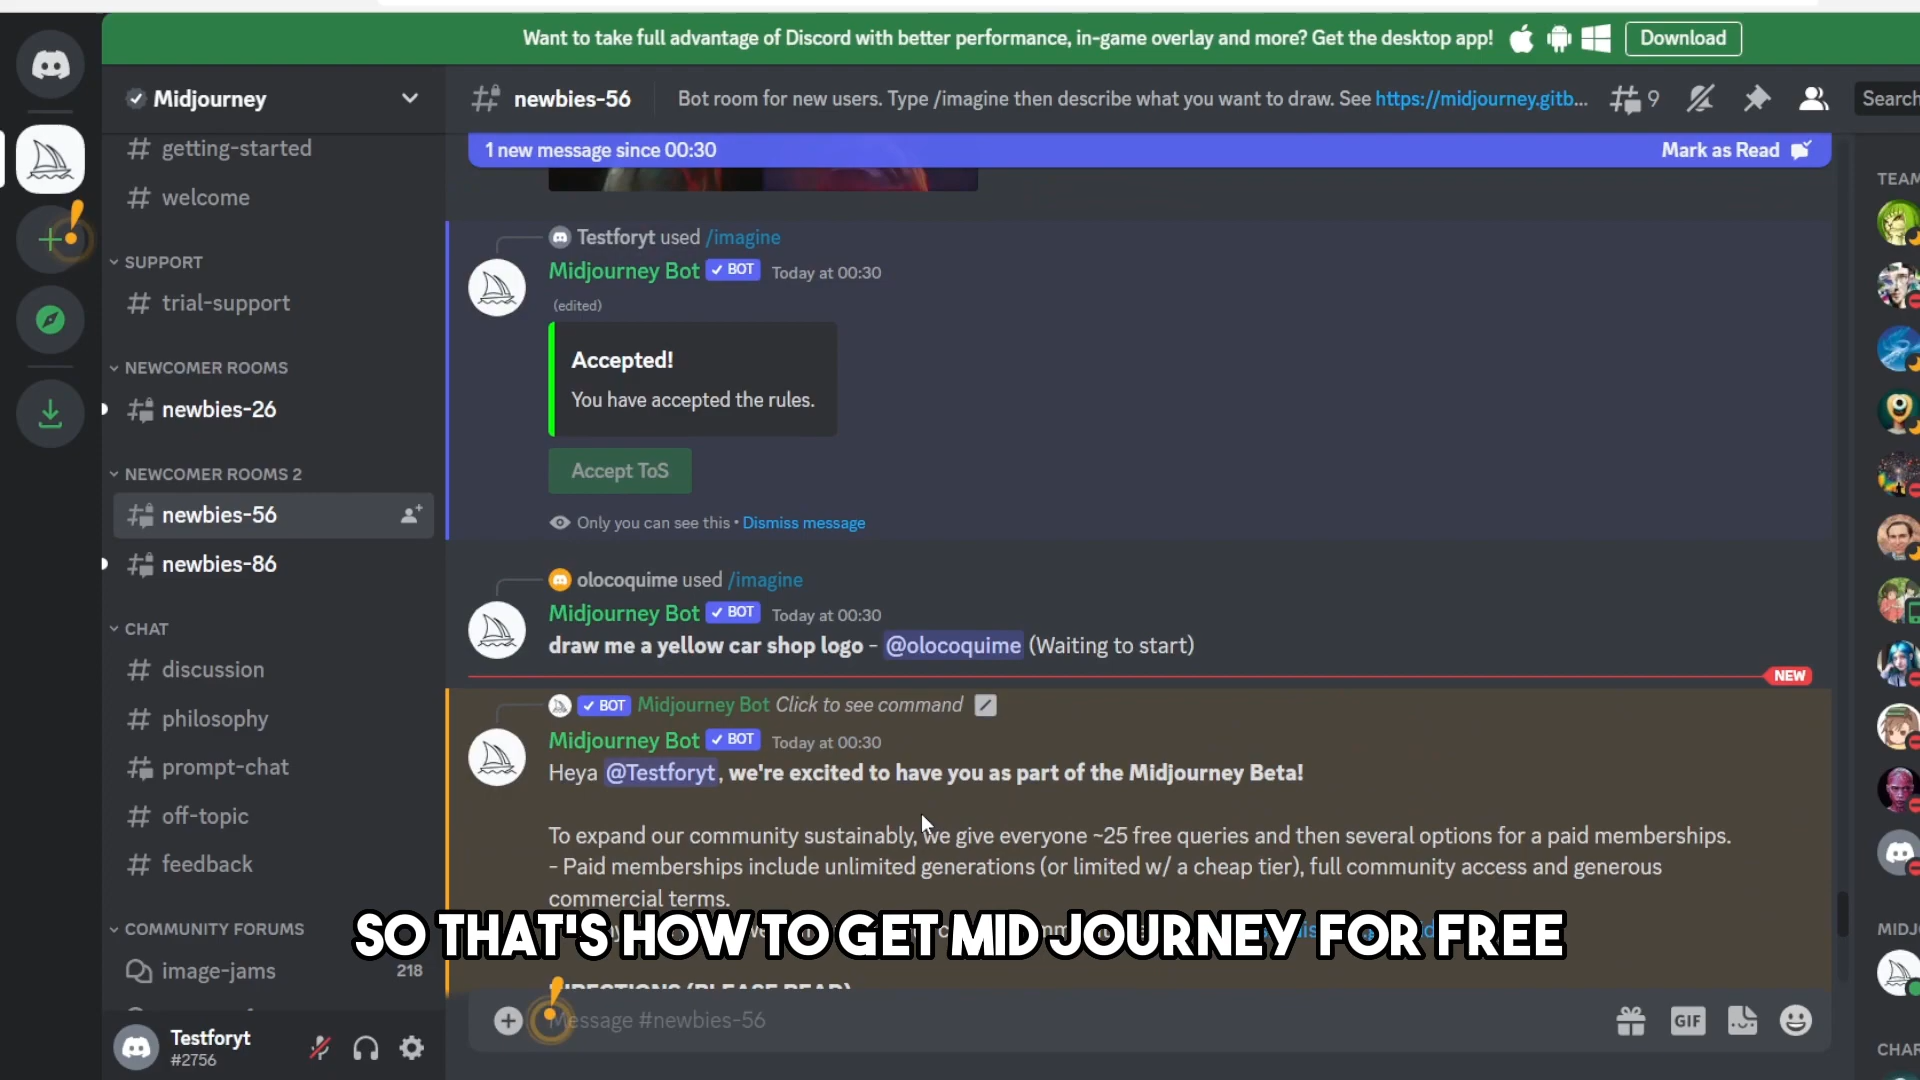 Want to take full advantage of Discord with better performance, in-game overlay and more? Get the desktop app!
Download
Midjourney
getting-started
welcome
SUPPORT
trial-support
NEWCOMER ROOMS
newbies-26
NEWCOMER ROOMS 2
newbies-56
newbies-86
CHAT
discussion
philosophy
prompt-chat
off-topic
feedback
COMMUNITY FORUMS
image-jams 218
Testforyt
#2756
newbies-56
Bot room for new users. Type /imagine then describe what you want to draw. See https://midjourney.gitb...
9
Search
1 new message since 00:30
Mark as Read
Testforyt used /imagine
Midjourney Bot ✓ BOT Today at 00:30
(edited)
Accepted!
You have accepted the rules.
Accept ToS
Only you can see this • Dismiss message
olocoquime used /imagine
Midjourney Bot ✓ BOT Today at 00:30
draw me a yellow car shop logo - @olocoquime (Waiting to start)
NEW
✓ BOT Midjourney Bot Click to see command
Midjourney Bot ✓ BOT Today at 00:30
Heya @Testforyt, we're excited to have you as part of the Midjourney Beta!
To expand our community sustainably, we give everyone ~25 free queries and then several options for a paid memberships.
- Paid memberships include unlimited generations (or limited w/ a cheap tier), full community access and generous
commercial terms.
SO THAT'S HOW TO GET MID JOURNEY FOR FREE
DIRECTIONS (PLEASE READ)
Message #newbies-56
GIF
TEAM
MIDJ
CHAR